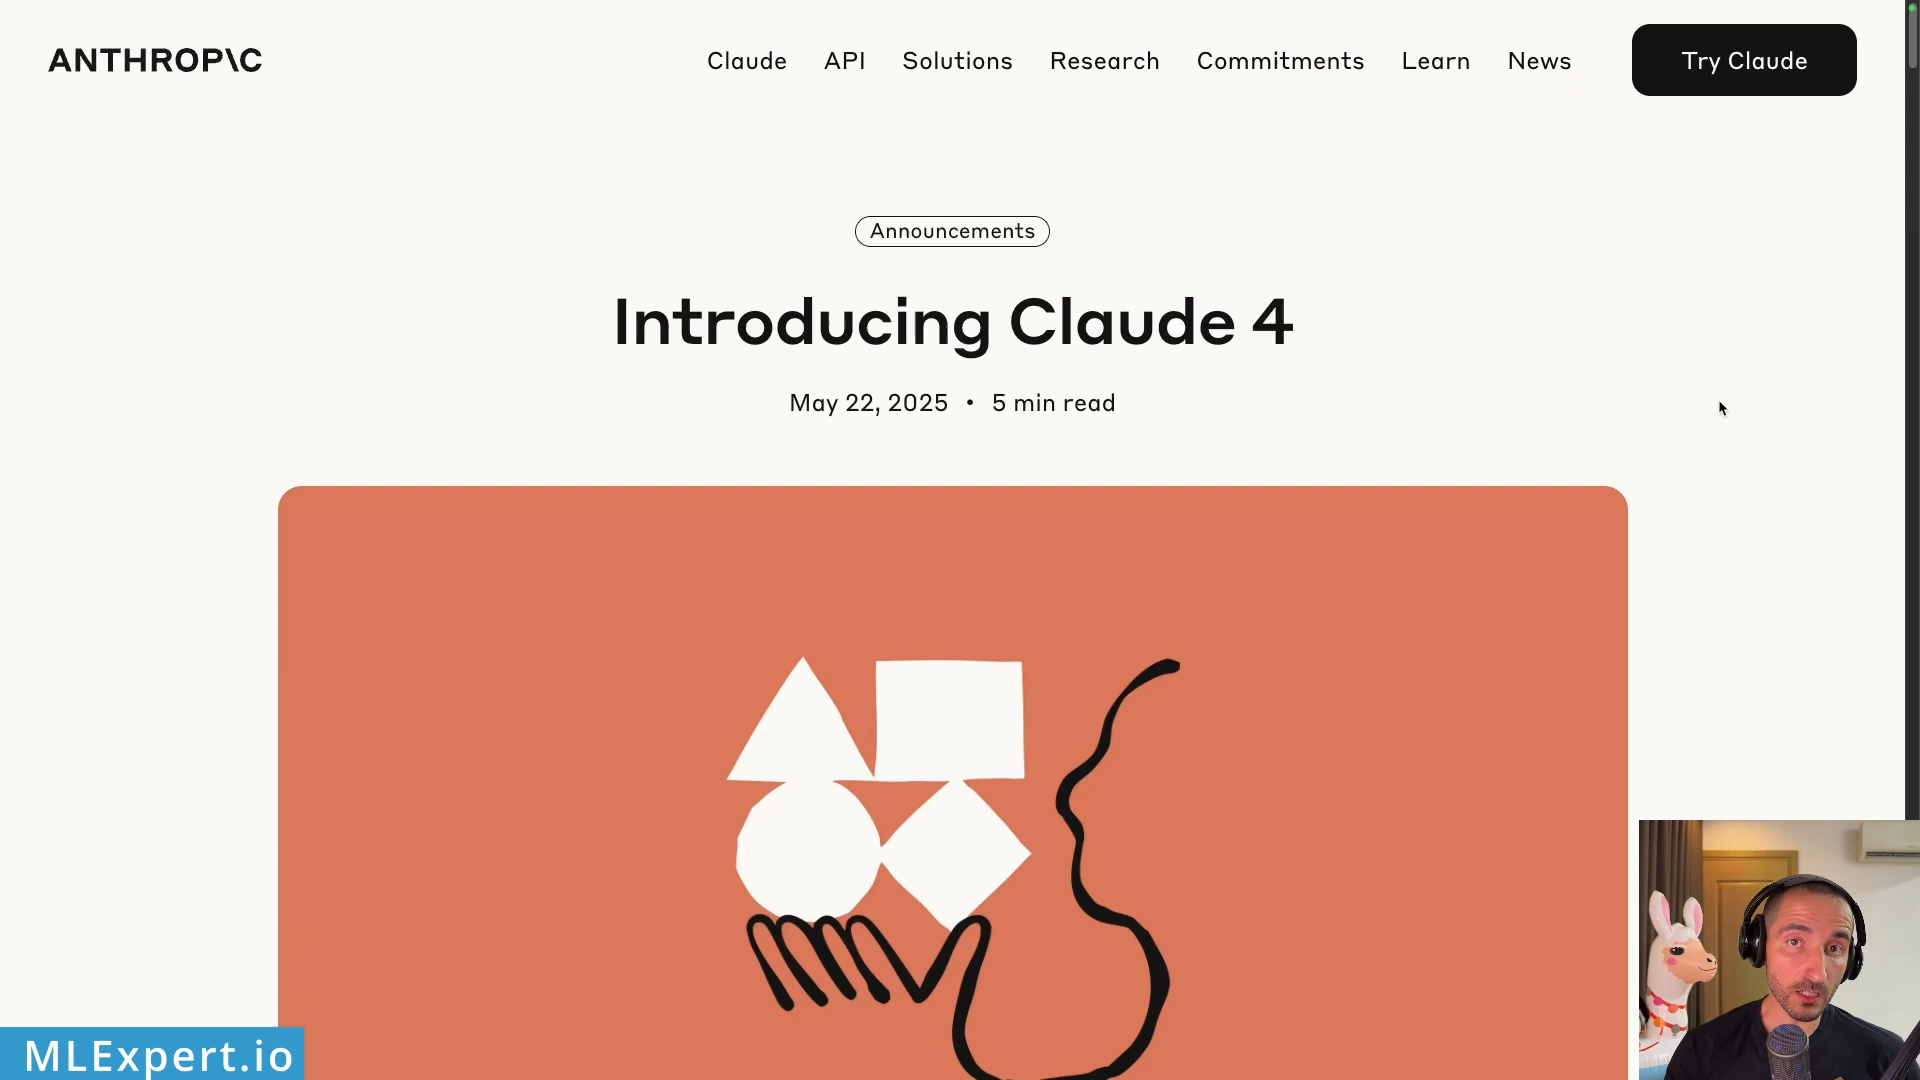 ANTHROP\C
Claude API Solutions Research Commitments Learn News Try Claude
Announcements
Introducing Claude 4
May 22, 2025 • 5 min read
MLExpert.io